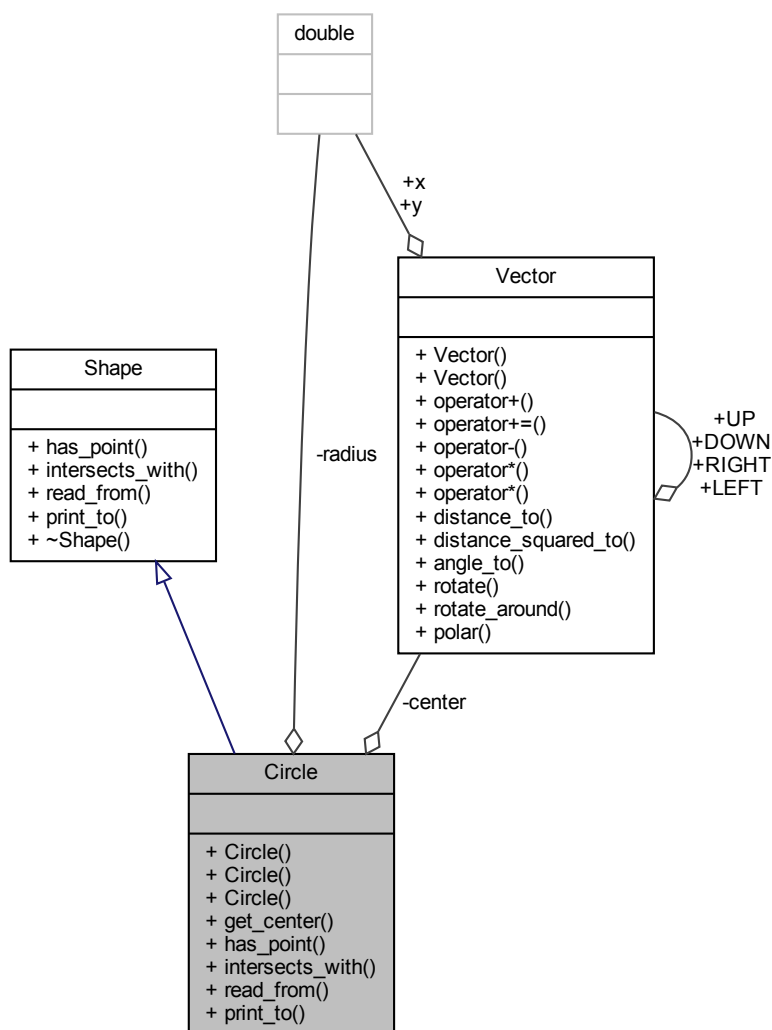 double
+x
+y
Vector
+ Vector()
+ Vector()
+ operator+()
+ operator+=()
+ operator-()
+ operator*()
+ operator*()
+ distance_to()
+ distance_squared_to()
+ angle_to()
+ rotate()
+ rotate_around()
+ polar()
+UP
+DOWN
+RIGHT
+LEFT
Shape
+ has_point()
+ intersects_with()
+ read_from()
+ print_to()
+ ~Shape()
-radius
-center
Circle
+ Circle()
+ Circle()
+ Circle()
+ get_center()
+ has_point()
+ intersects_with()
+ read_from()
+ print_to()